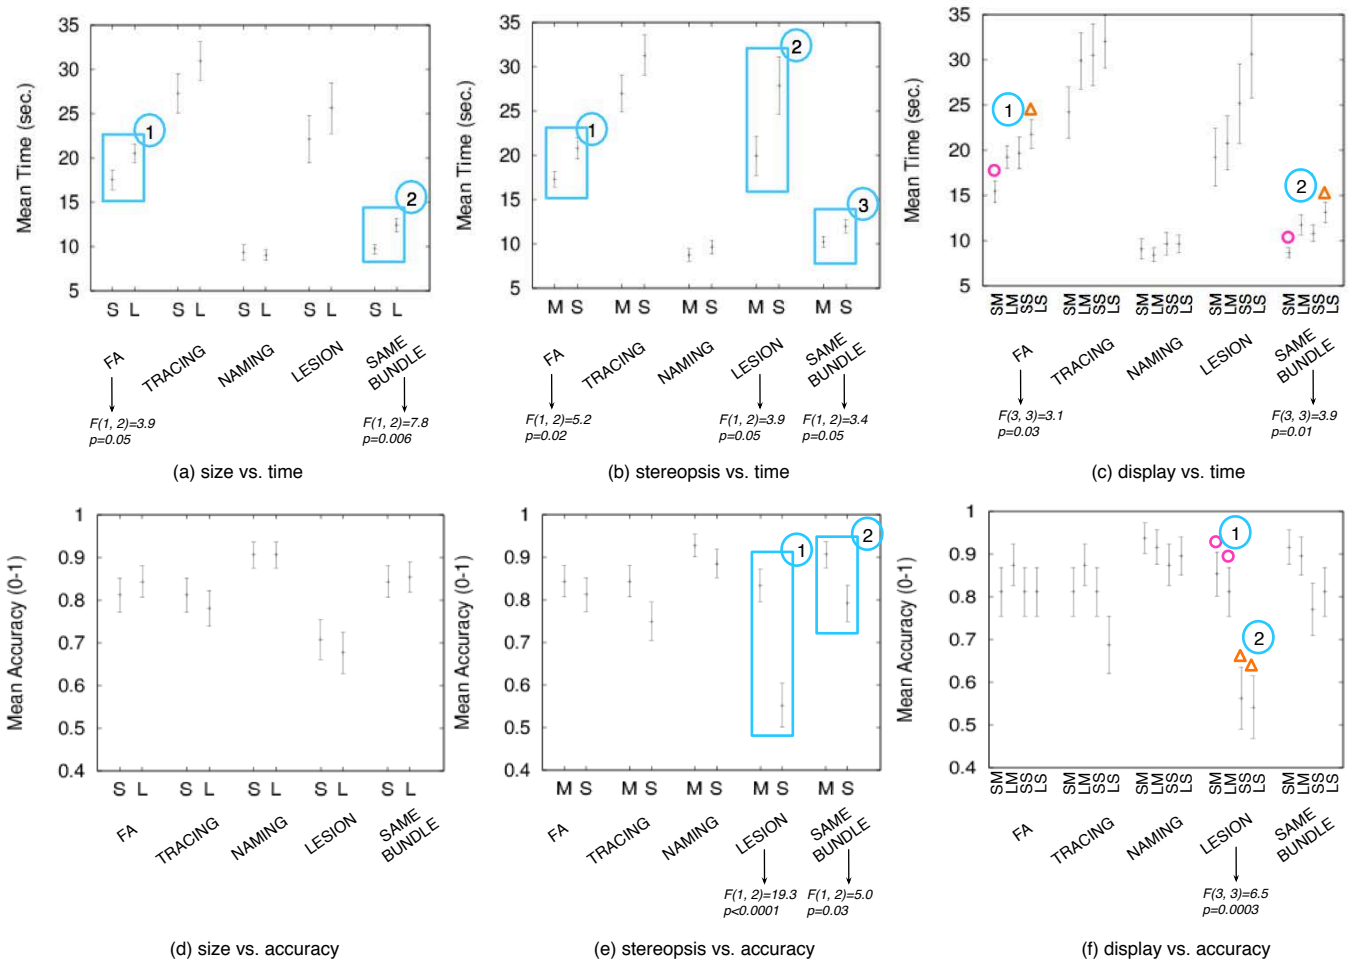 35
30
25
20
15
10
5
Mean Time (sec.)
1
2
S L S L S L S L S L
FA
TRACING
NAMING
LESION
SAME
BUNDLE
F(1, 2)=3.9
p=0.05
F(1, 2)=7.8
p=0.006
(a) size vs. time
35
30
25
20
15
10
5
Mean Time (sec.)
1
2
3
M S M S M S M S M S
FA
TRACING
NAMING
LESION
SAME
BUNDLE
F(1, 2)=5.2
p=0.02
F(1, 2)=3.9
p=0.05
F(1, 2)=3.4
p=0.05
(b) stereopsis vs. time
35
30
25
20
15
10
5
Mean Time (sec.)
1
2
SM LM SS LS SM LM SS LS SM LM SS LS SM LM SS LS SM LM SS LS
FA
TRACING
NAMING
LESION
SAME
BUNDLE
F(3, 3)=3.1
p=0.03
F(3, 3)=3.9
p=0.01
(c) display vs. time
1
0.9
0.8
0.7
0.6
0.5
0.4
Mean Accuracy (0-1)
S L S L S L S L S L
FA
TRACING
NAMING
LESION
SAME
BUNDLE
(d) size vs. accuracy
1
0.9
0.8
0.7
0.6
0.5
0.4
Mean Accuracy (0-1)
1
2
M S M S M S M S M S
FA
TRACING
NAMING
LESION
SAME
BUNDLE
F(1, 2)=19.3
p<0.0001
F(1, 2)=5.0
p=0.03
(e) stereopsis vs. accuracy
1
0.9
0.8
0.7
0.6
0.5
0.4
Mean Accuracy (0-1)
1
2
SM LM SS LS SM LM SS LS SM LM SS LS SM LM SS LS SM LM SS LS
FA
TRACING
NAMING
LESION
SAME
BUNDLE
F(3, 3)=6.5
p=0.0003
(f) display vs. accuracy